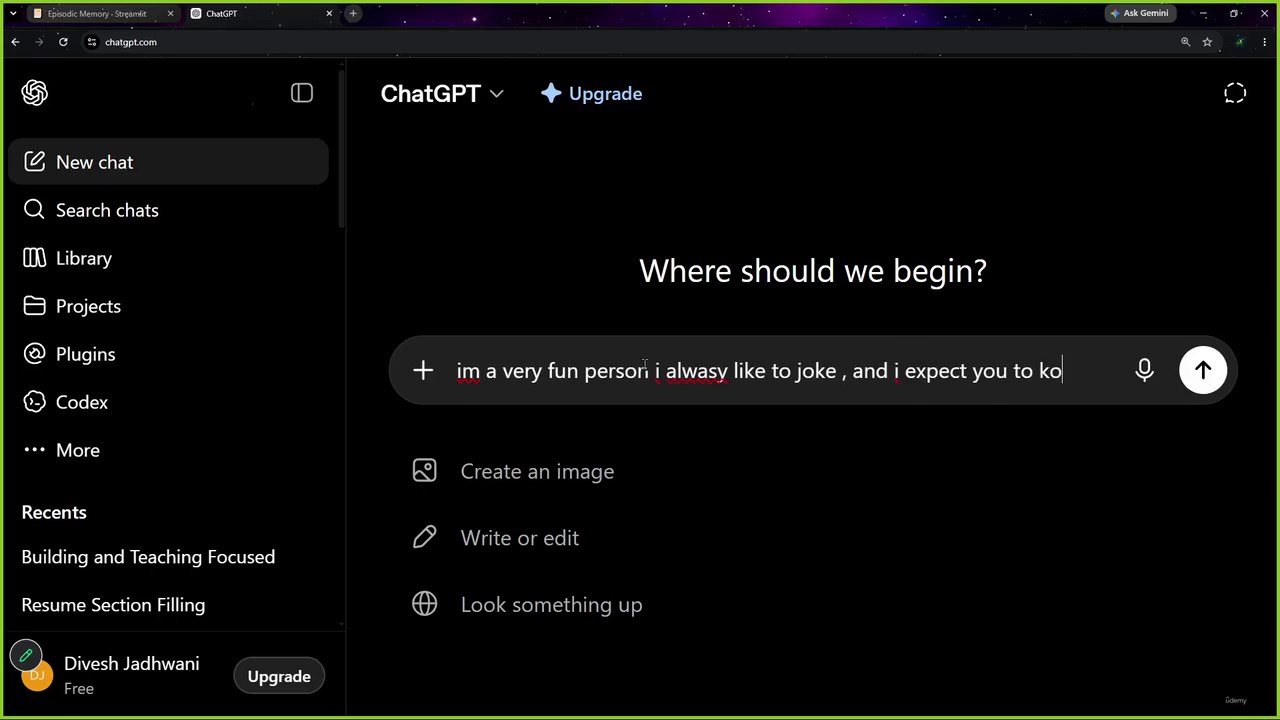 Episodic Memory - Streamlit
ChatGPT
Ask Gemini
chatgpt.com
ChatGPT
Upgrade
New chat
Search chats
Library
Projects
Plugins
Codex
More
Recents
Building and Teaching Focused
Resume Section Filling
DJ
Divesh Jadhwani
Free
Upgrade
Where should we begin?
im a very fun person i alwasy like to joke , and i expect you to ko
Create an image
Write or edit
Look something up
Udemy